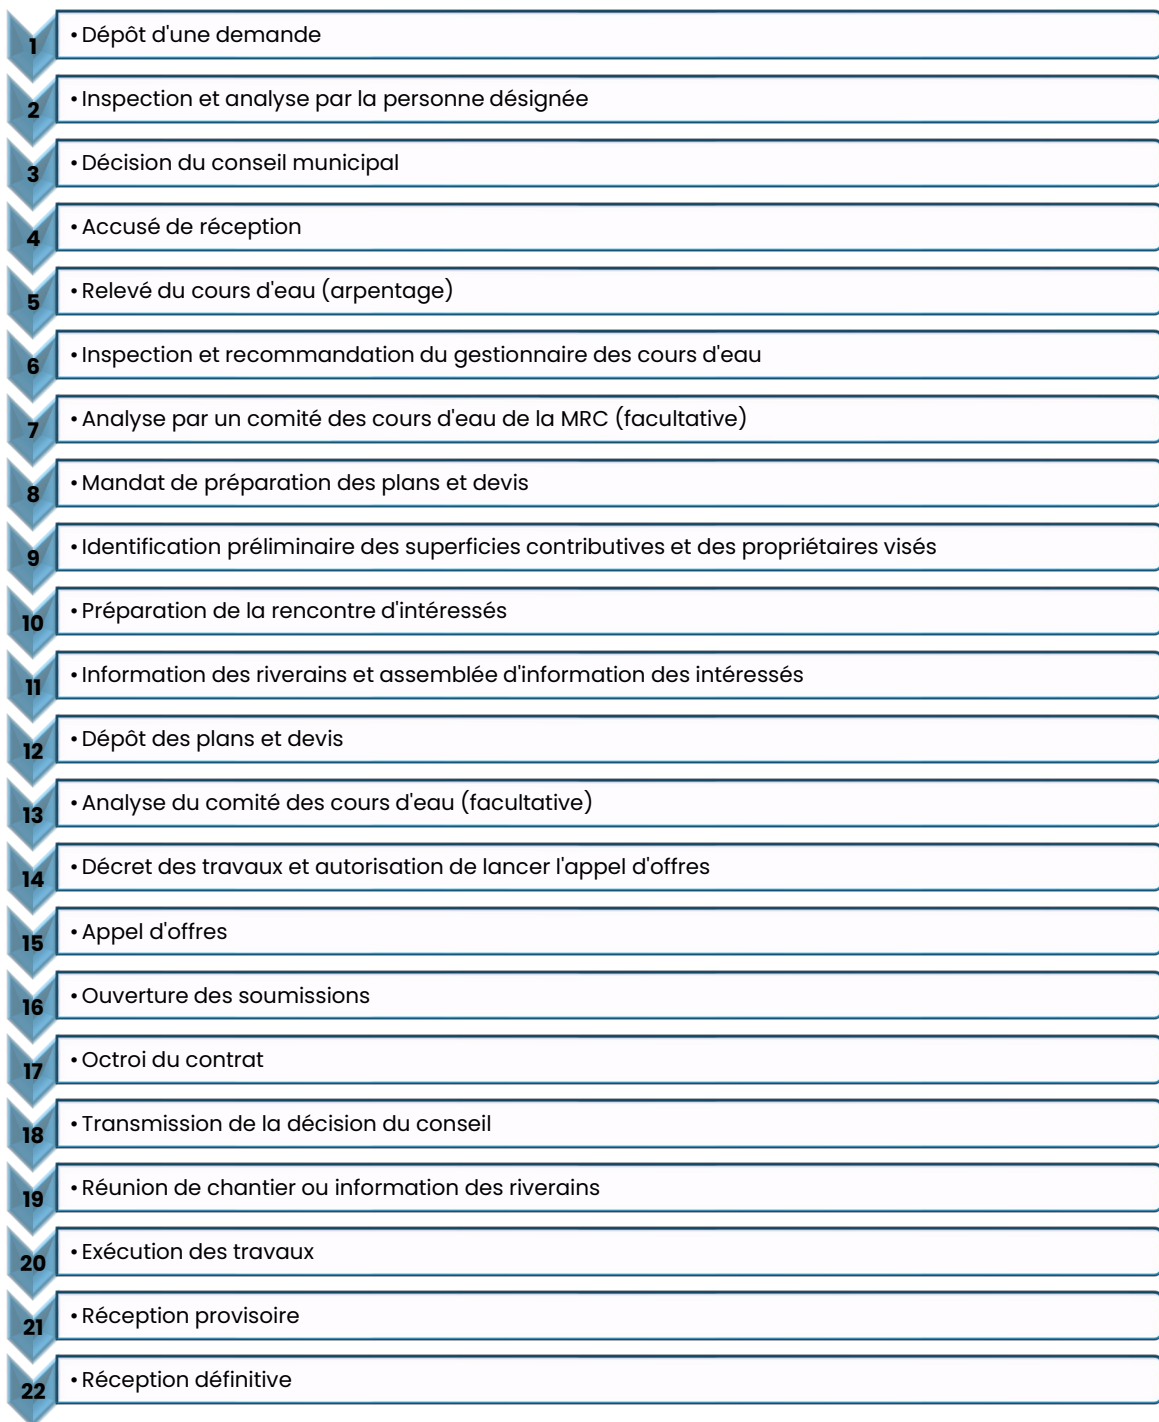 1 • Dépôt d'une demande
2 • Inspection et analyse par la personne désignée
3 • Décision du conseil municipal
4 • Accusé de réception
5 • Relevé du cours d'eau (arpentage)
6 • Inspection et recommandation du gestionnaire des cours d'eau
7 • Analyse par un comité des cours d'eau de la MRC (facultative)
8 • Mandat de préparation des plans et devis
9 • Identification préliminaire des superficies contributives et des propriétaires visés
10 • Préparation de la rencontre d'intéressés
11 • Information des riverains et assemblée d'information des intéressés
12 • Dépôt des plans et devis
13 • Analyse du comité des cours d'eau (facultative)
14 • Décret des travaux et autorisation de lancer l'appel d'offres
15 • Appel d'offres
16 • Ouverture des soumissions
17 • Octroi du contrat
18 • Transmission de la décision du conseil
19 • Réunion de chantier ou information des riverains
20 • Exécution des travaux
21 • Réception provisoire
22 • Réception définitive